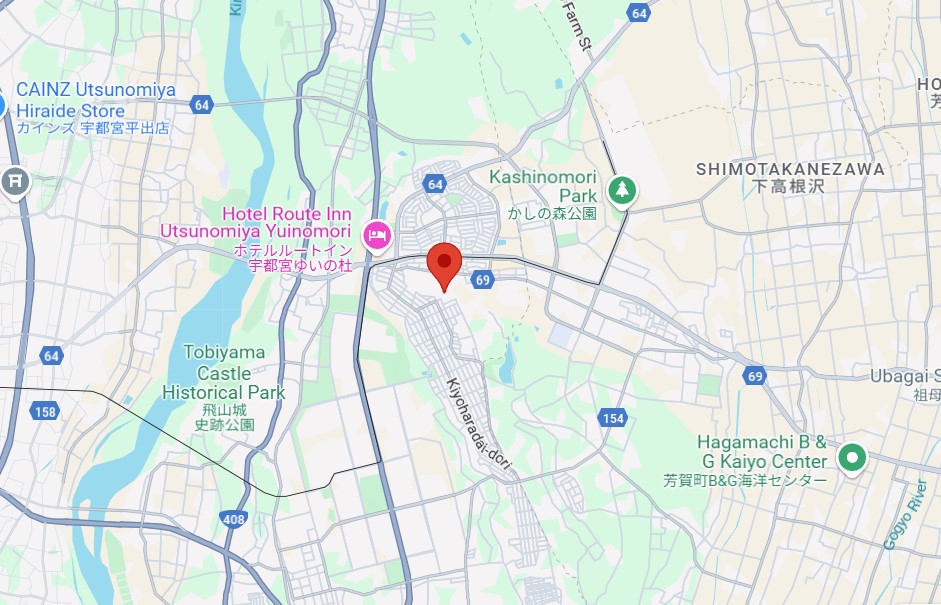 64
Farm St
CAINZ Utsunomiya
Hiraide Store
カインズ 宇都宮平出店
64
64
SHIMOTAKANEZAWA
下高根沢
Kashinomori
Park
かしの森公園
Hotel Route Inn
Utsunomiya Yuinomori
ホテルルートイン
宇都宮ゆいの杜
69
64
Tobiyama
Castle
Historical Park
飛山城
史跡公園
158
Kiyoharadai-dori
69
154
Ubagai S
祖母
Hagamachi B &
G Kaiyo Center
芳賀町B&G海洋センター
408
Gogyo River
HO
芳